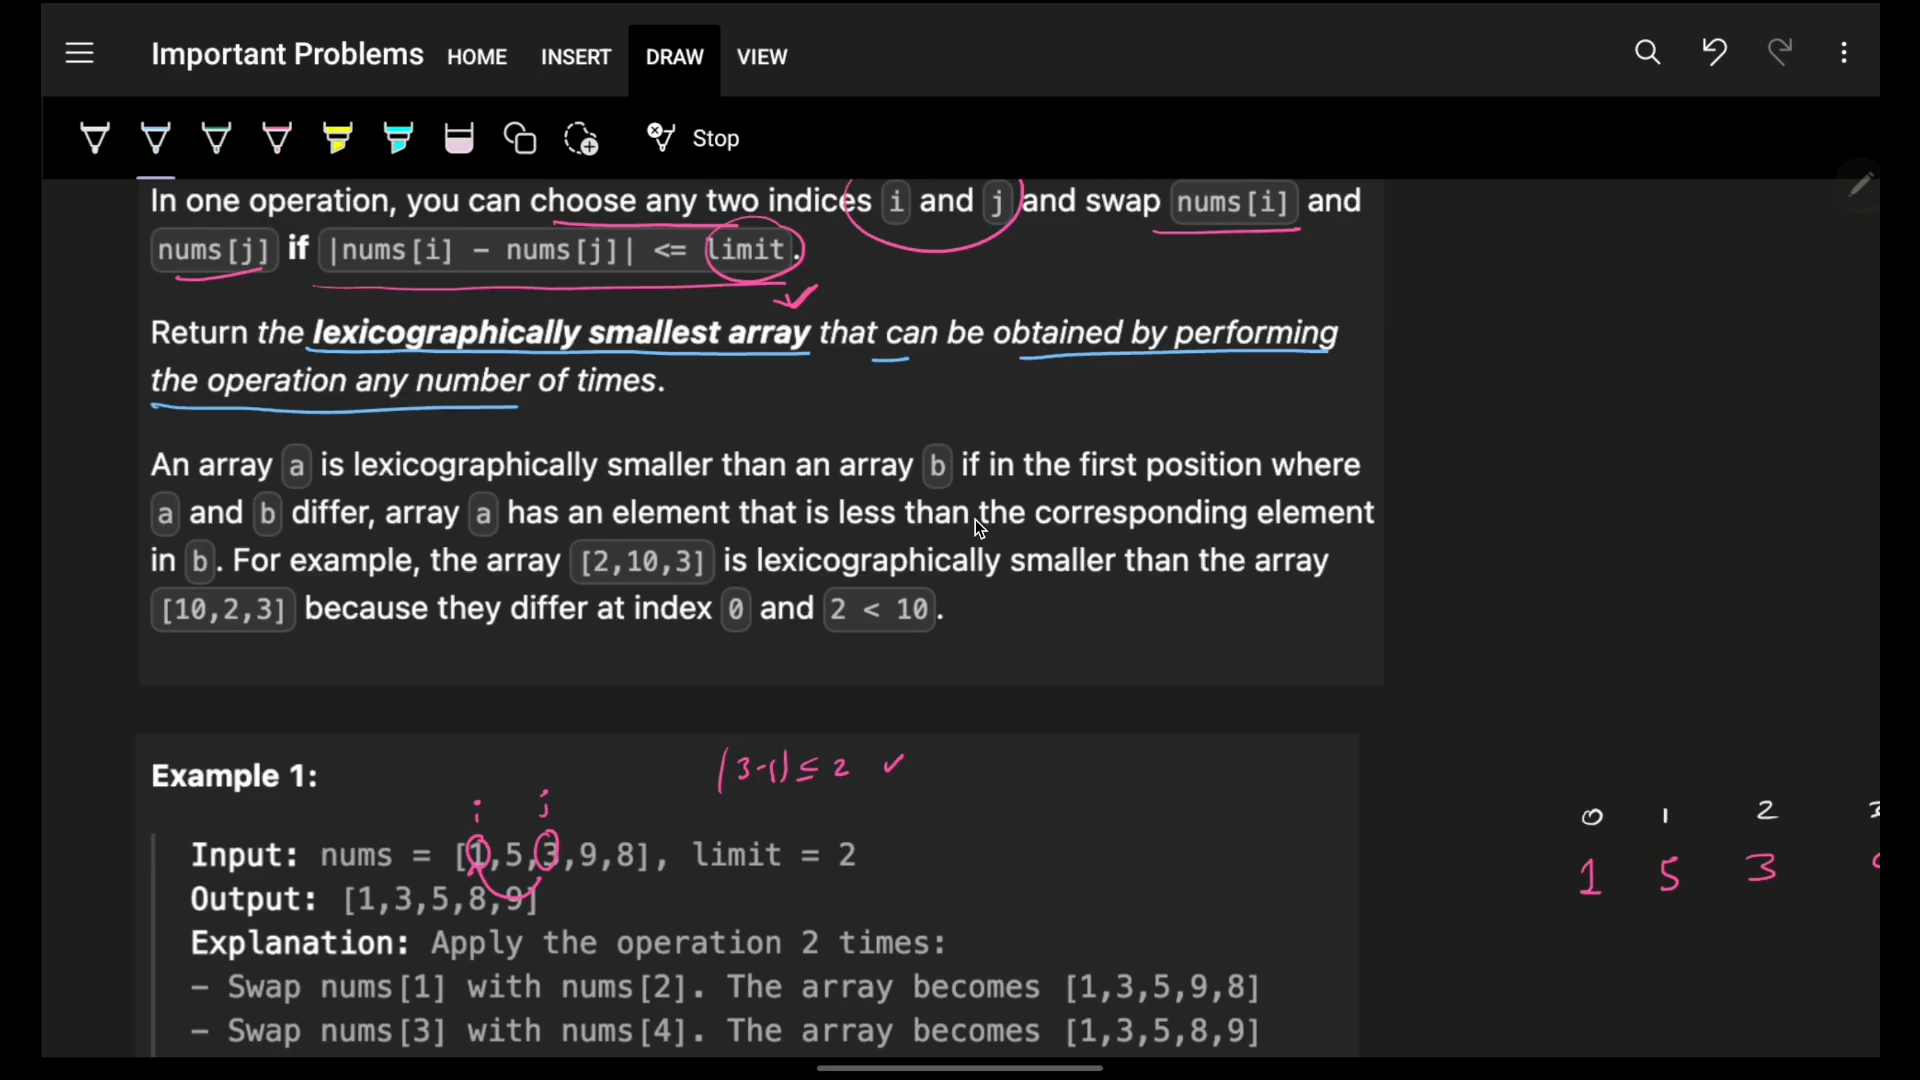 Important Problems HOME INSERT DRAW VIEW
Stop
In one operation, you can choose any two indices i and j and swap nums[i] and
nums[j] if |nums[i] - nums[j]| <= limit.
Return the lexicographically smallest array that can be obtained by performing
the operation any number of times.
An array a is lexicographically smaller than an array b if in the first position where
a and b differ, array a has an element that is less than the corresponding element
in b. For example, the array [2,10,3] is lexicographically smaller than the array
[10,2,3] because they differ at index 0 and 2 < 10.
Example 1:
|3-1| ≤ 2 ✓
i j
0 1 2
Input: nums = [1,5,3,9,8], limit = 2
1 5 3
Output: [1,3,5,8,9]
Explanation: Apply the operation 2 times:
- Swap nums[1] with nums[2]. The array becomes [1,3,5,9,8]
- Swap nums[3] with nums[4]. The array becomes [1,3,5,8,9]